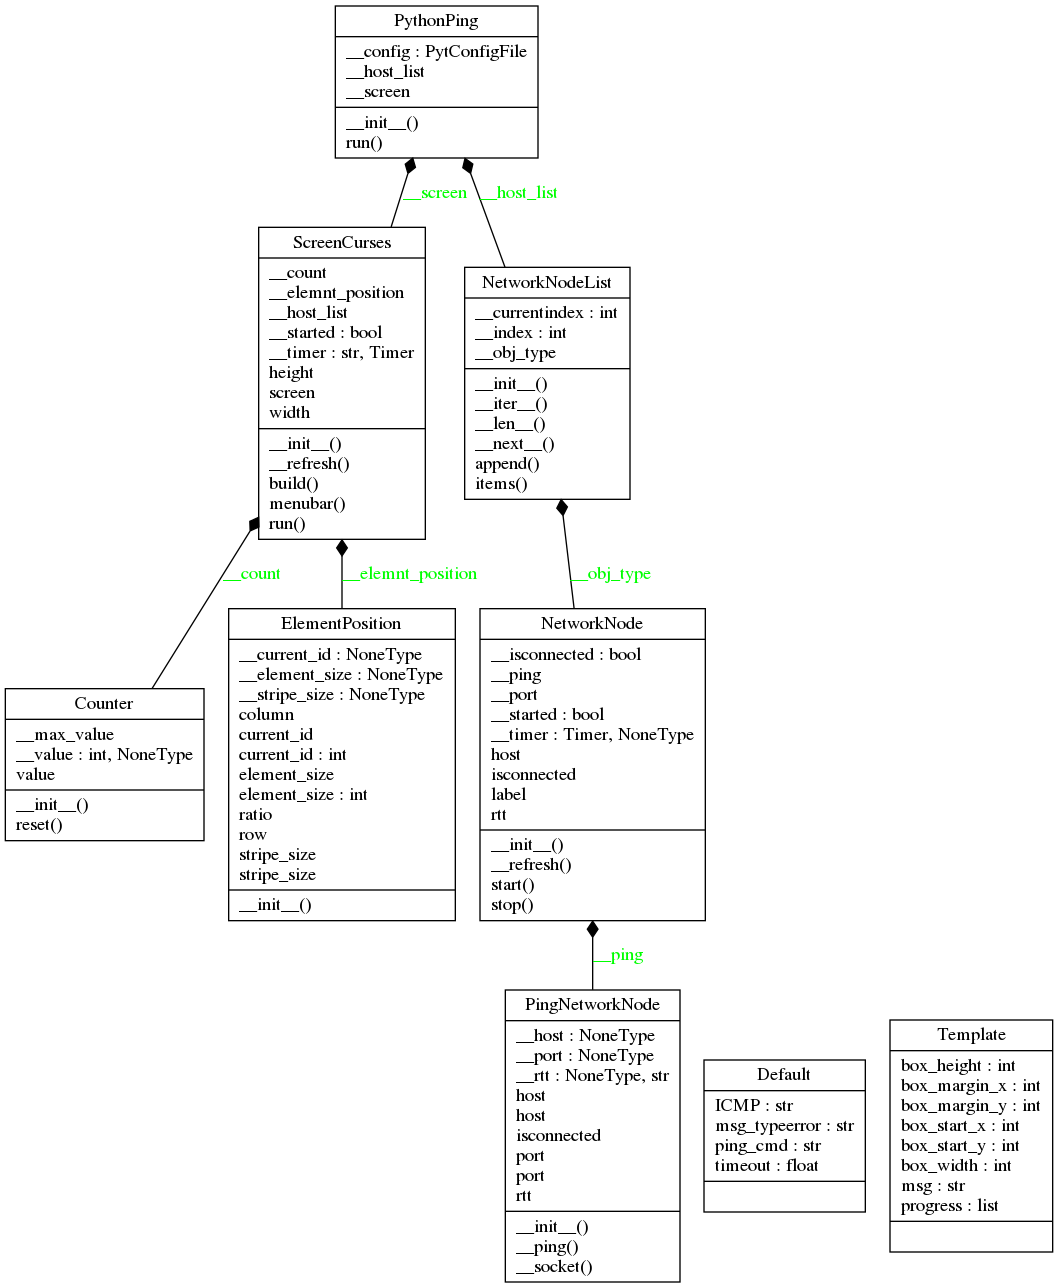 PythonPing
__config : PytConfigFile
__host_list
__screen
__init__()
run()
__screen
__host_list
ScreenCurses
__count
__elemnt_position
__host_list
__started : bool
__timer : str, Timer
height
screen
width
__init__()
__refresh()
build()
menubar()
run()
NetworkNodeList
__currentindex : int
__index : int
__obj_type
__init__()
__iter__()
__len__()
__next__()
append()
items()
__count
__elemnt_position
__obj_type
Counter
__max_value
__value : int, NoneType
value
__init__()
reset()
ElementPosition
__current_id : NoneType
__element_size : NoneType
__stripe_size : NoneType
column
current_id
current_id : int
element_size
element_size : int
ratio
row
stripe_size
stripe_size
__init__()
NetworkNode
__isconnected : bool
__ping
__port
__started : bool
__timer : Timer, NoneType
host
isconnected
label
rtt
__init__()
__refresh()
start()
stop()
__ping
PingNetworkNode
__host : NoneType
__port : NoneType
__rtt : NoneType, str
host
host
isconnected
port
port
rtt
__init__()
__ping()
__socket()
Default
ICMP : str
msg_typeerror : str
ping_cmd : str
timeout : float
Template
box_height : int
box_margin_x : int
box_margin_y : int
box_start_x : int
box_start_y : int
box_width : int
msg : str
progress : list